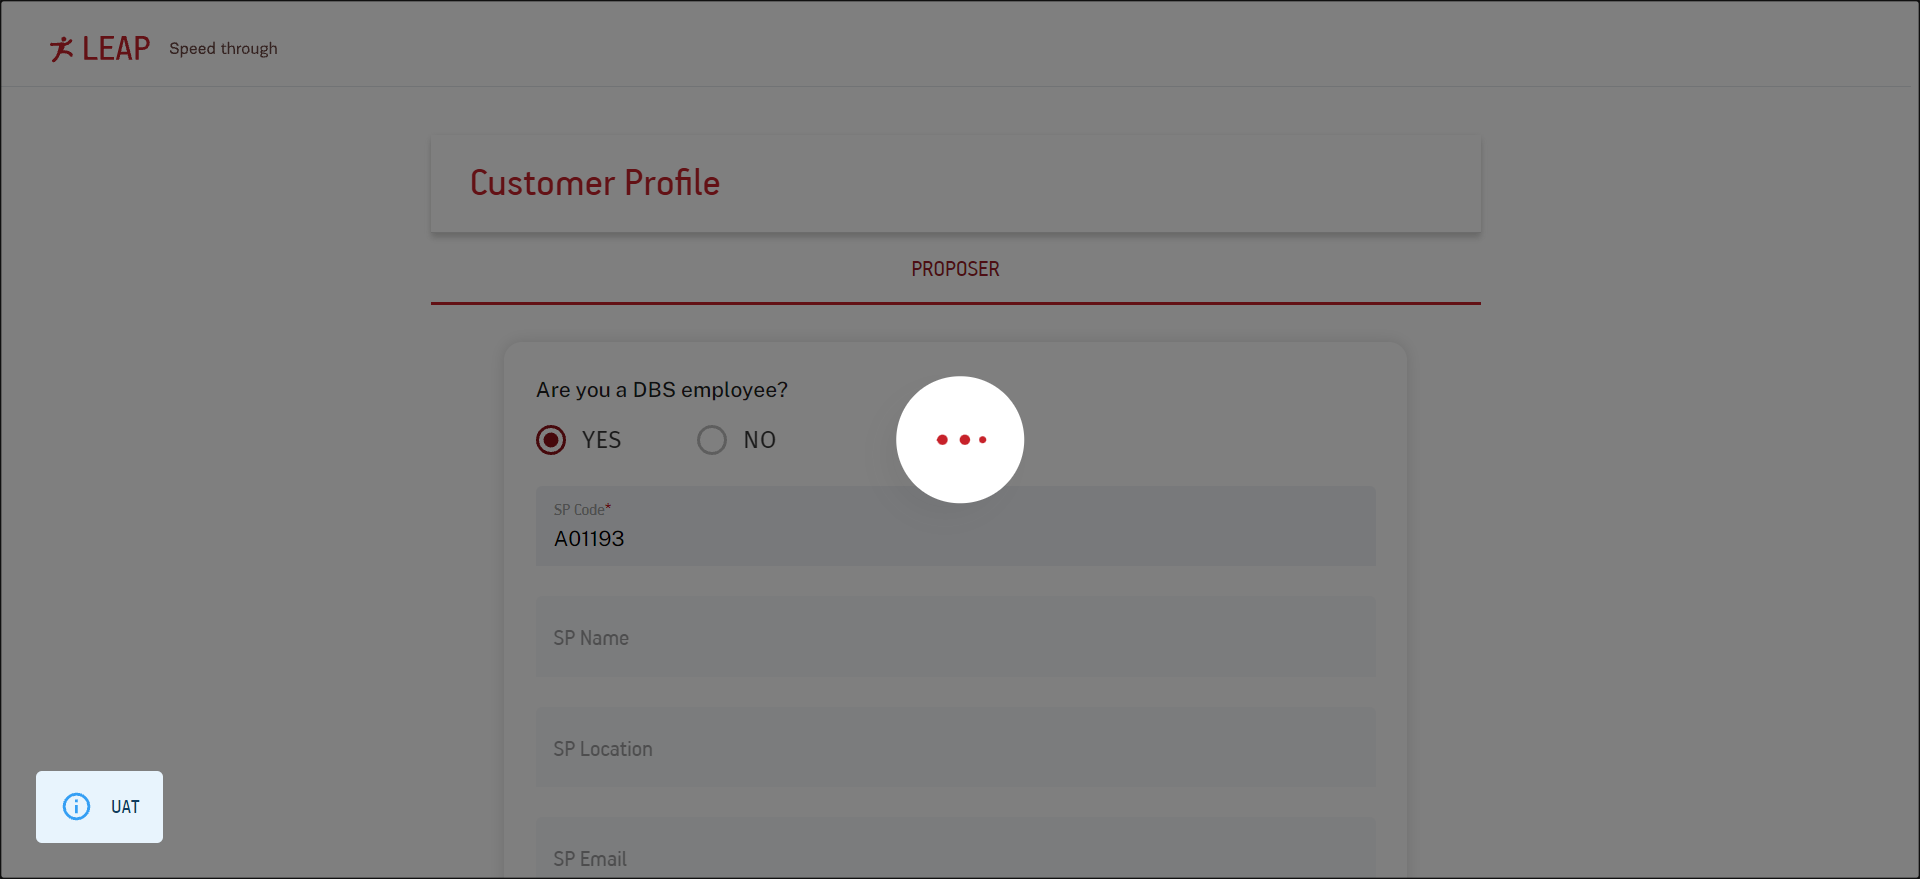 LEAP Speed through
Customer Profile
PROPOSER
Are you a DBS employee?
YES NO
SP Code*
A01193
SP Name
SP Location
UAT
SP Email